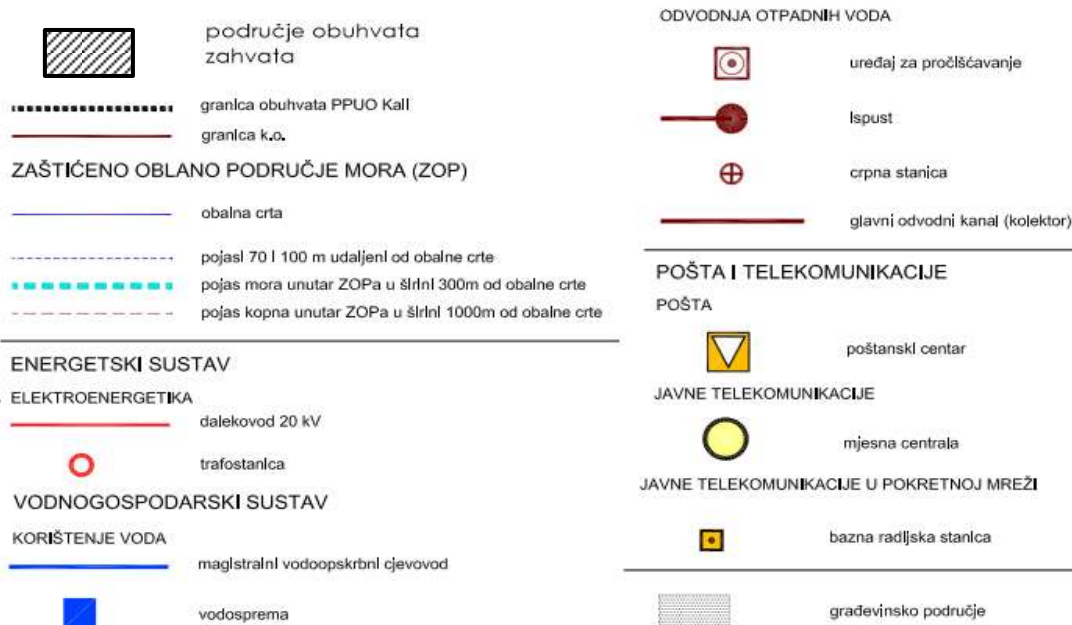 područje obuhvata
zahvata
granica obuhvata PPUO Kali
granica k.o.
ZAŠTIĆENO OBLANO PODRUČJE MORA (ZOP)
obalna crta
pojasi 70 i 100 m udaljeni od obalne crte
pojas mora unutar ZOPa u širini 300m od obalne crte
pojas kopna unutar ZOPa u širini 1000m od obalne crte
ENERGETSKI SUSTAV
ELEKTROENERGETIKA
dalekovod 20 kV
trafostanica
VODNOGOSPODARSKI SUSTAV
KORIŠTENJE VODA
magistralni vodoopskrbni cjevovod
vodosprema
ODVODNJA OTPADNIH VODA
uređaj za pročišćavanje
Ispust
crpna stanica
glavni odvodni kanal (kolektor)
POŠTA I TELEKOMUNIKACIJE
POŠTA
poštanski centar
JAVNE TELEKOMUNIKACIJE
mjesna centrala
JAVNE TELEKOMUNIKACIJE U POKRETNOJ MREŽI
bazna radijska stanica
građevinsko područje